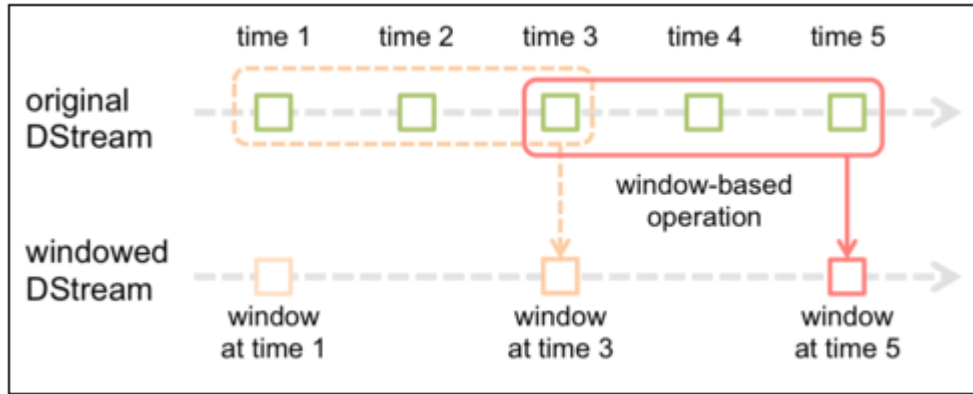 time 1 time 2 time 3 time 4 time 5
original
DStream
window-based
operation
windowed
DStream
window
at time 1
window
at time 3
window
at time 5